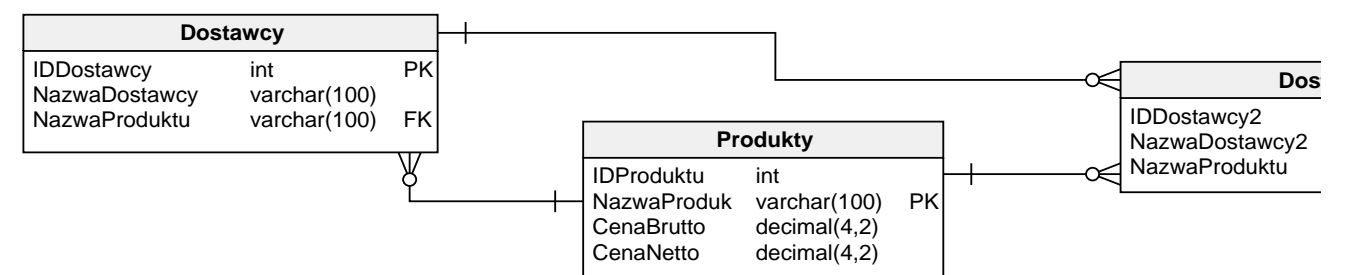 Dostawcy
IDDostawcy int PK
NazwaDostawcy varchar(100)
NazwaProduktu varchar(100) FK
Produkty
IDProduktu int
NazwaProduk varchar(100) PK
CenaBrutto decimal(4,2)
CenaNetto decimal(4,2)
Dos
IDDostawcy2
NazwaDostawcy2
NazwaProduktu